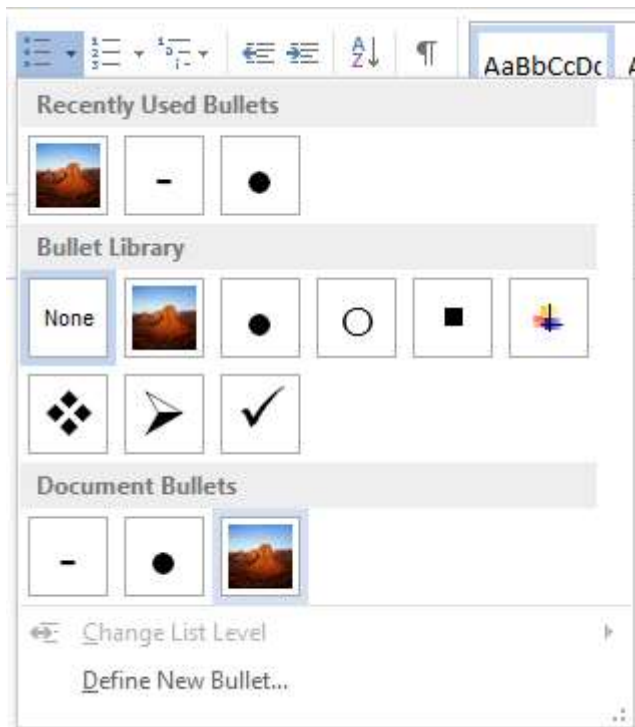 AaBbCcDc
Recently Used Bullets
Bullet Library
None
Document Bullets
Change List Level
Define New Bullet...